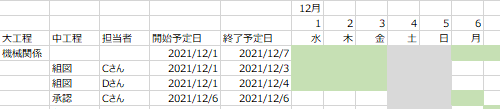 12月
1 2 3 4 5 6
大工程 中工程 担当者 開始予定日 終了予定日 水 木 金 土 日 月
機械関係 2021/12/1 2021/12/7
組図 Cさん 2021/12/1 2021/12/3
組図 Dさん 2021/12/1 2021/12/4
承認 Cさん 2021/12/6 2021/12/6